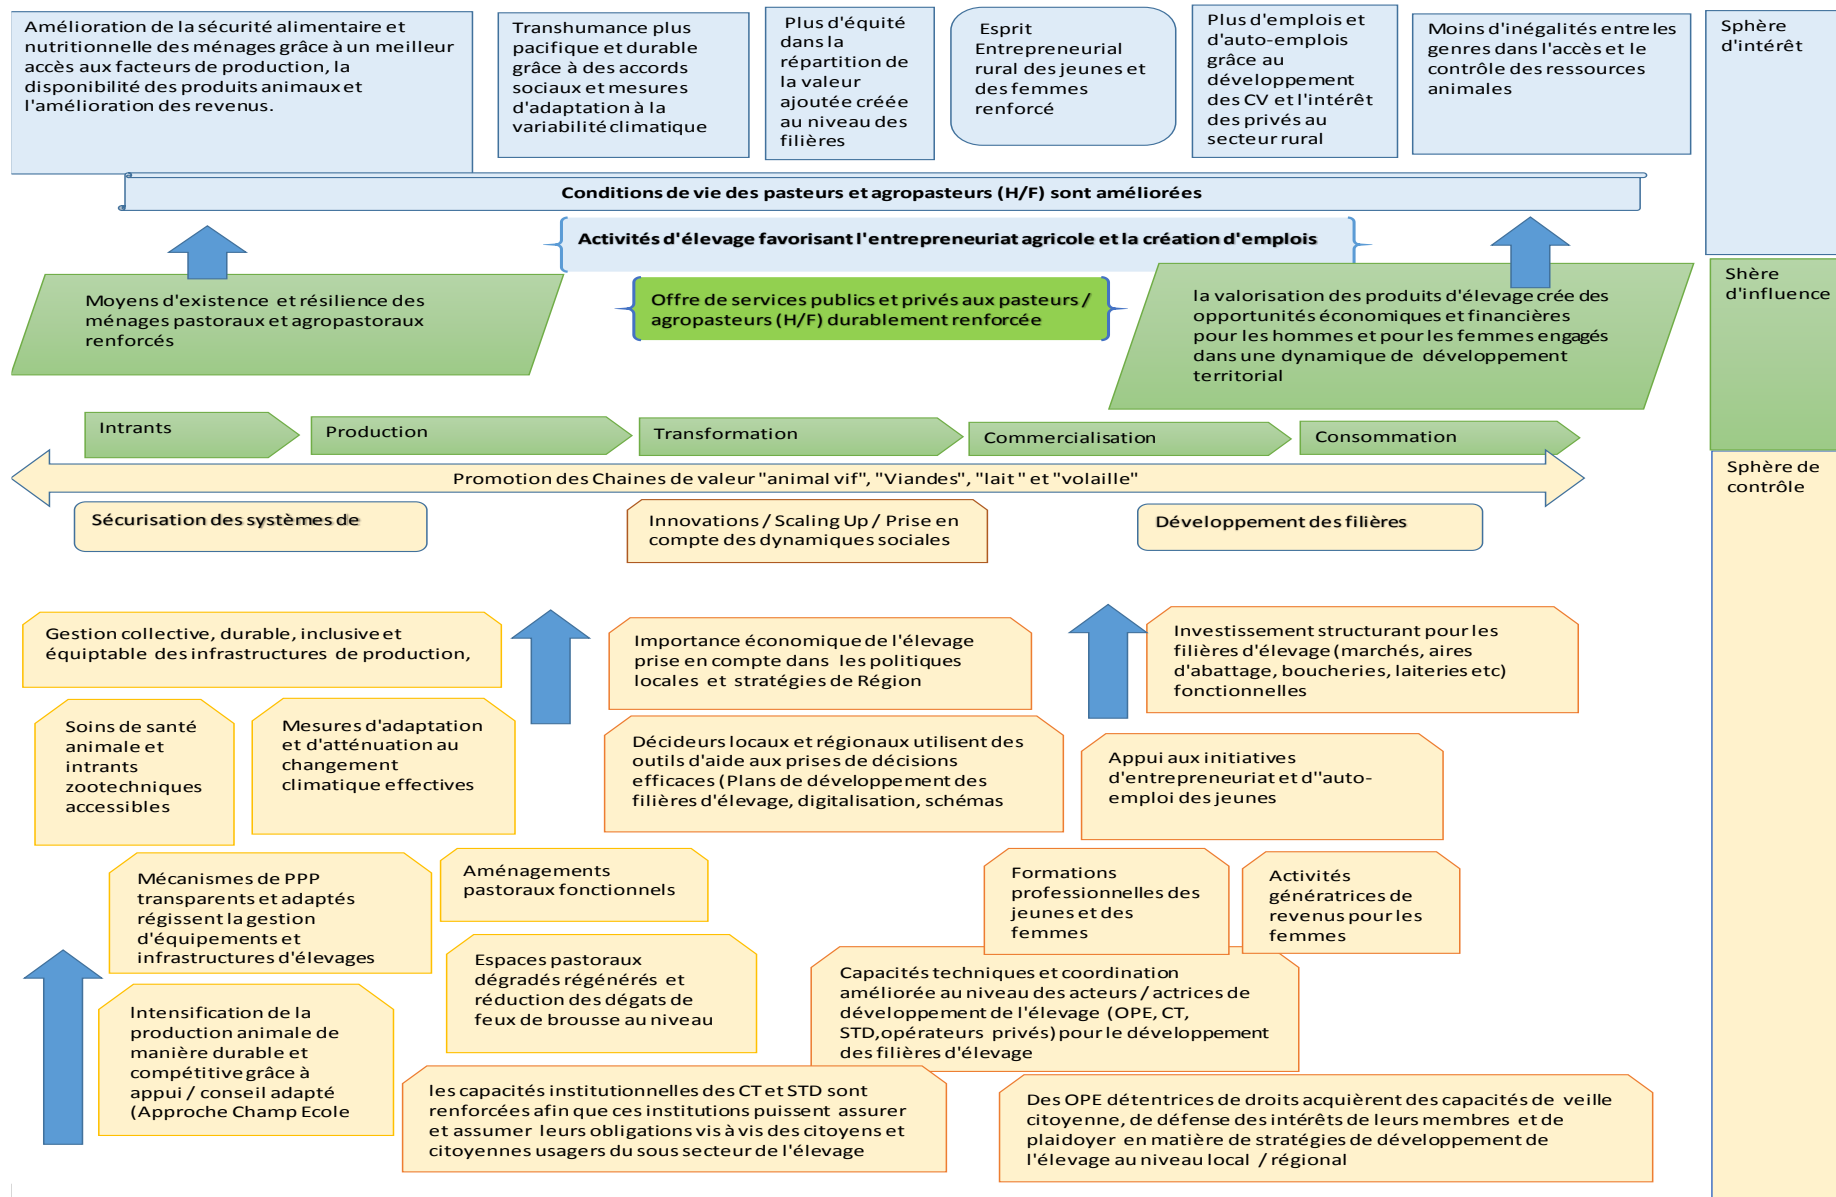 Amélioration de la sécurité alimentaire et
nutritionnelle des ménages grâce à un meilleur
accès aux facteurs de production, la
disponibilité des produits animaux et
l'amélioration des revenus.
Transhumance plus
pacifique et durable
grâce à des accords
sociaux et mesures
d'adaptation à la
variabilité climatique
Plus d'équité
dans la
répartition de
la valeur
ajoutée créée
au niveau des
filières
Esprit
Entrepreneurial
rural des jeunes et
des femmes
renforcé
Plus d'emplois et
d'auto-emplois
grâce au
développement
des CV et l'intérêt
des privés au
secteur rural
Moins d'inégalités entre les
genres dans l'accès et le
contrôle des ressources
animales
Sphère
d'intérêt
Conditions de vie des pasteurs et agropasteurs (H/F) sont améliorées
Activités d'élevage favorisant l'entrepreneuriat agricole et la création d'emplois
Moyens d'existence et résilience des
ménages pastoraux et agropastoraux
renforcés
Offre de services publics et privés aux pasteurs /
agropasteurs (H/F) durablement renforcée
la valorisation des produits d'élevage crée des
opportunités économiques et financières
pour les hommes et pour les femmes engagés
dans une dynamique de développement
territorial
Shère
d'influence
Intrants
Production
Transformation
Commercialisation
Consommation
Promotion des Chaines de valeur "animal vif", "Viandes", "lait " et "volaille"
Sphère de
contrôle
Sécurisation des systèmes de
Innovations / Scaling Up / Prise en
compte des dynamiques sociales
Développement des filières
Gestion collective, durable, inclusive et
équiptable des infrastructures de production,
Importance économique de l'élevage
prise en compte dans les politiques
locales et stratégies de Région
Investissement structurant pour les
filières d'élevage (marchés, aires
d'abattage, boucheries, laiteries etc)
fonctionnelles
Soins de santé
animale et
intrants
zootechniques
accessibles
Mesures d'adaptation
et d'atténuation au
changement
climatique effectives
Décideurs locaux et régionaux utilisent des
outils d'aide aux prises de décisions
efficaces (Plans de développement des
filières d'élevage, digitalisation, schémas
Appui aux initiatives
d'entrepreneuriat et d''auto-
emploi des jeunes
Mécanismes de PPP
transparents et adaptés
régissent la gestion
d'équipements et
infrastructures d'élevages
Aménagements
pastoraux fonctionnels
Formations
professionnelles des
jeunes et des
femmes
Activités
génératrices de
revenus pour les
femmes
Espaces pastoraux
dégradés régénérés et
réduction des dégats de
feux de brousse au niveau
Capacités techniques et coordination
améliorée au niveau des acteurs / actrices de
développement de l'élevage (OPE, CT,
STD,opérateurs privés) pour le développement
des filières d'élevage
Intensification de la
production animale de
manière durable et
compétitive grâce à
appui / conseil adapté
(Approche Champ Ecole
les capacités institutionnelles des CT et STD sont
renforcées afin que ces institutions puissent assurer
et assumer leurs obligations vis à vis des citoyens et
citoyennes usagers du sous secteur de l'élevage
Des OPE détentrices de droits acquièrent des capacités de veille
citoyenne, de défense des intérêts de leurs membres et de
plaidoyer en matière de stratégies de développement de
l'élevage au niveau local / régional